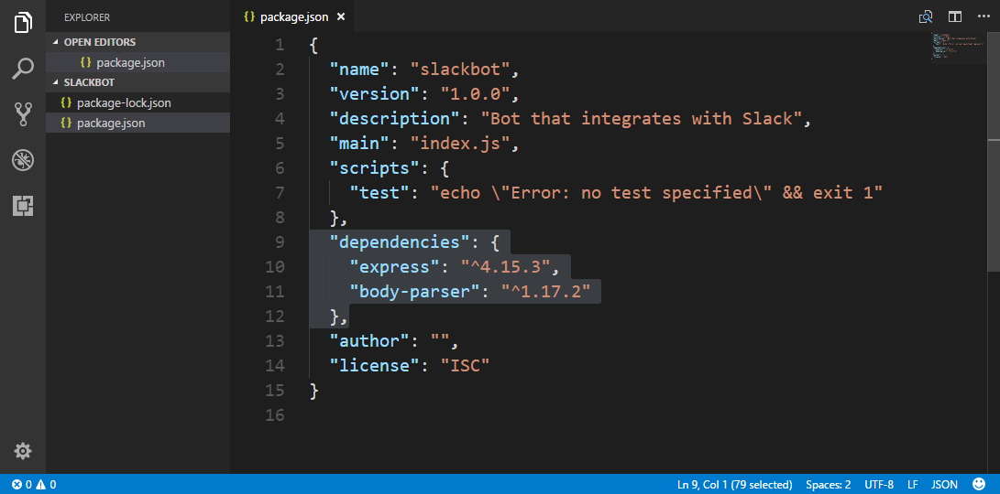 EXPLORER
OPEN EDITORS
{} package.json
SLACKBOT
{} package-lock.json
{} package.json
{} package.json ×
1 {
2 "name": "slackbot",
3 "version": "1.0.0",
4 "description": "Bot that integrates with Slack",
5 "main": "index.js",
6 "scripts": {
7 "test": "echo \"Error: no test specified\" && exit 1"
8 },
9 "dependencies": {
10 "express": "^4.15.3",
11 "body-parser": "^1.17.2"
12 },
13 "author": "",
14 "license": "ISC"
15 }
16
0 0 Ln 9, Col 1 (79 selected) Spaces: 2 UTF-8 LF JSON